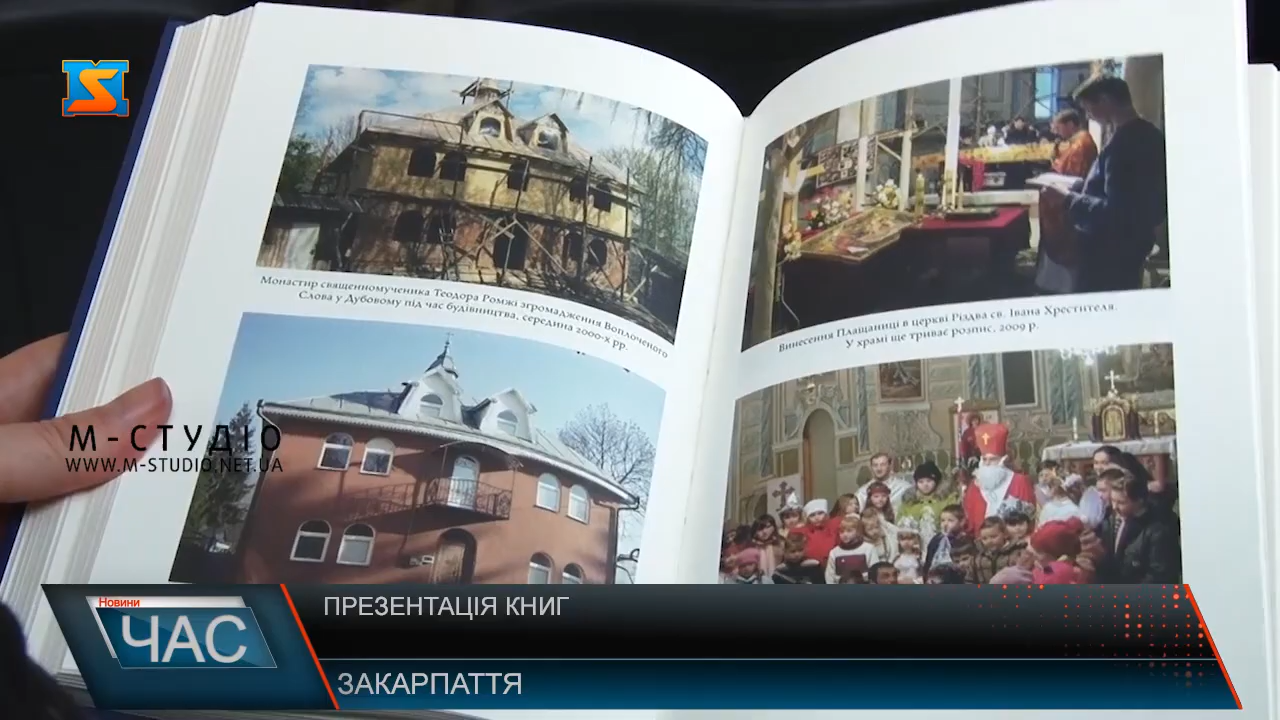 Монастир священномученика Теодора Ромжі згромадження Воплоченого
Слова у Дубовому під час будівництва, середина 2000-х рр.
Винесення Плащаниці в церкві Різдва св. Івана Хрестителя.
У храмі ще триває розпис, 2009 р.
М-СТУДІО
WWW.M-STUDIO.NET.UA
Новини
ЧАС
ПРЕЗЕНТАЦІЯ КНИГ
ЗАКАРПАТТЯ